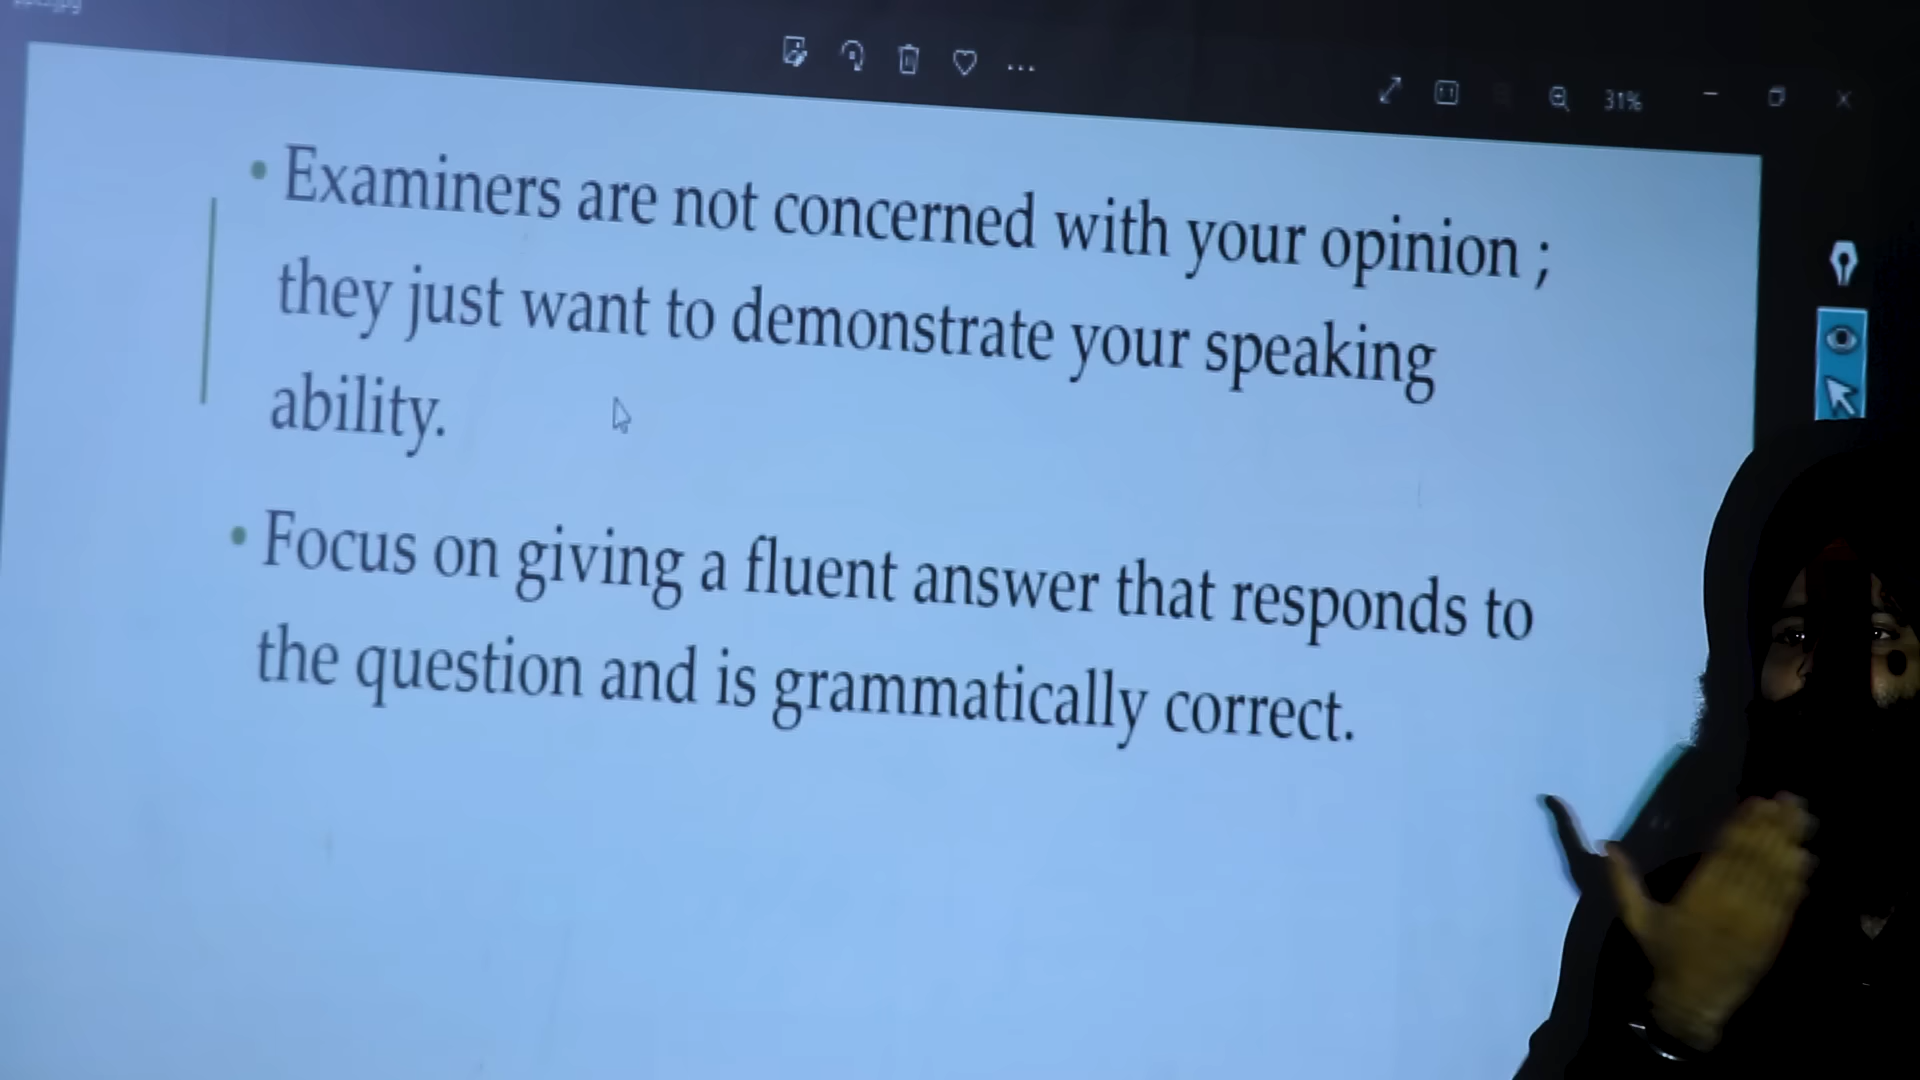 31%
• Examiners are not concerned with your opinion ;
they just want to demonstrate your speaking
ability.
• Focus on giving a fluent answer that responds to
the question and is grammatically correct.